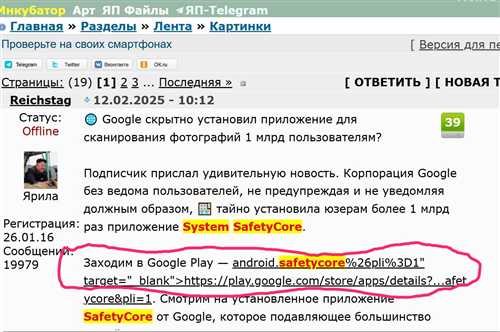 Инкубатор Арт ЯП Файлы ЯП-Telegram
Главная » Разделы » Лента » Картинки
Проверьте на своих смартфонах
[ Версия для пе
Telegram Twitter ВКонтакте OK.ru
Страницы: (19) [1] 2 3 ... Последняя »
[ ОТВЕТИТЬ ] [ НОВАЯ Т
Reichstag
12.02.2025 - 10:12
Статус:
Offline
Ярила
Регистрация:
26.01.16
Сообщений:
19979
Google скрытно установил приложение для
сканирования фотографий 1 млрд пользователям?
39
Подписчик прислал удивительную новость. Корпорация Google
без ведома пользователей, не предупреждая и не уведомляя
должным образом, тайно установила юзерам более 1 млрд
раз приложение System SafetyCore.
Заходим в Google Play — android.safetycore%26pli%3D1"
target="_blank">https://play.google.com/store/apps/details?...afet
ycore&pli=1. Смотрим на установленное приложение
SafetyCore от Google, которое подавляющее большинство